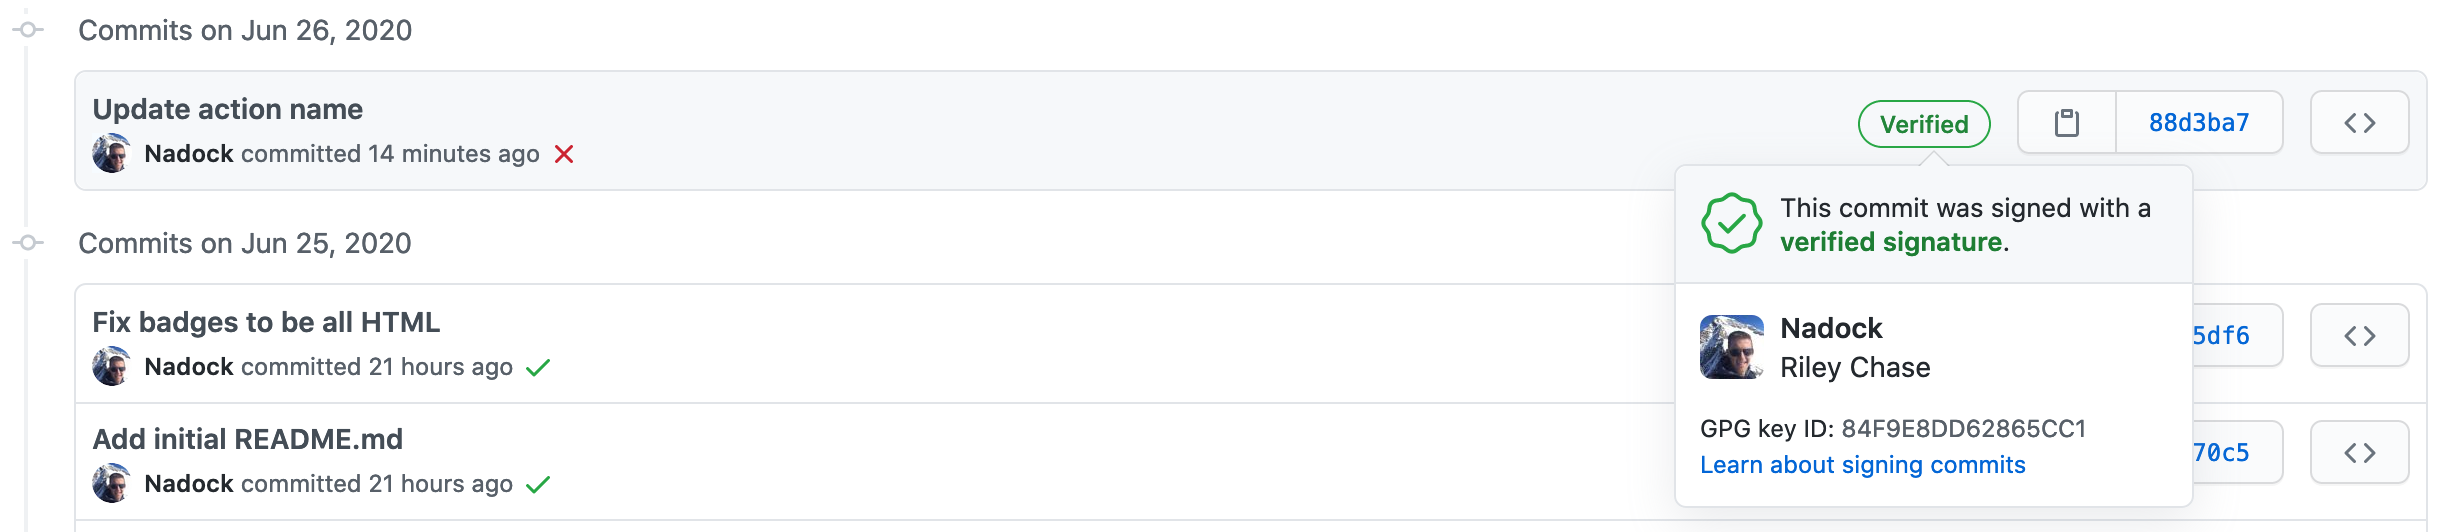 Commits on Jun 26, 2020
Update action name
Nadock committed 14 minutes ago
Verified
88d3ba7
This commit was signed with a
verified signature.
Nadock
Riley Chase
GPG key ID: 84F9E8DD62865CC1
Learn about signing commits
Commits on Jun 25, 2020
Fix badges to be all HTML
Nadock committed 21 hours ago
5df6
Add initial README.md
Nadock committed 21 hours ago
70c5